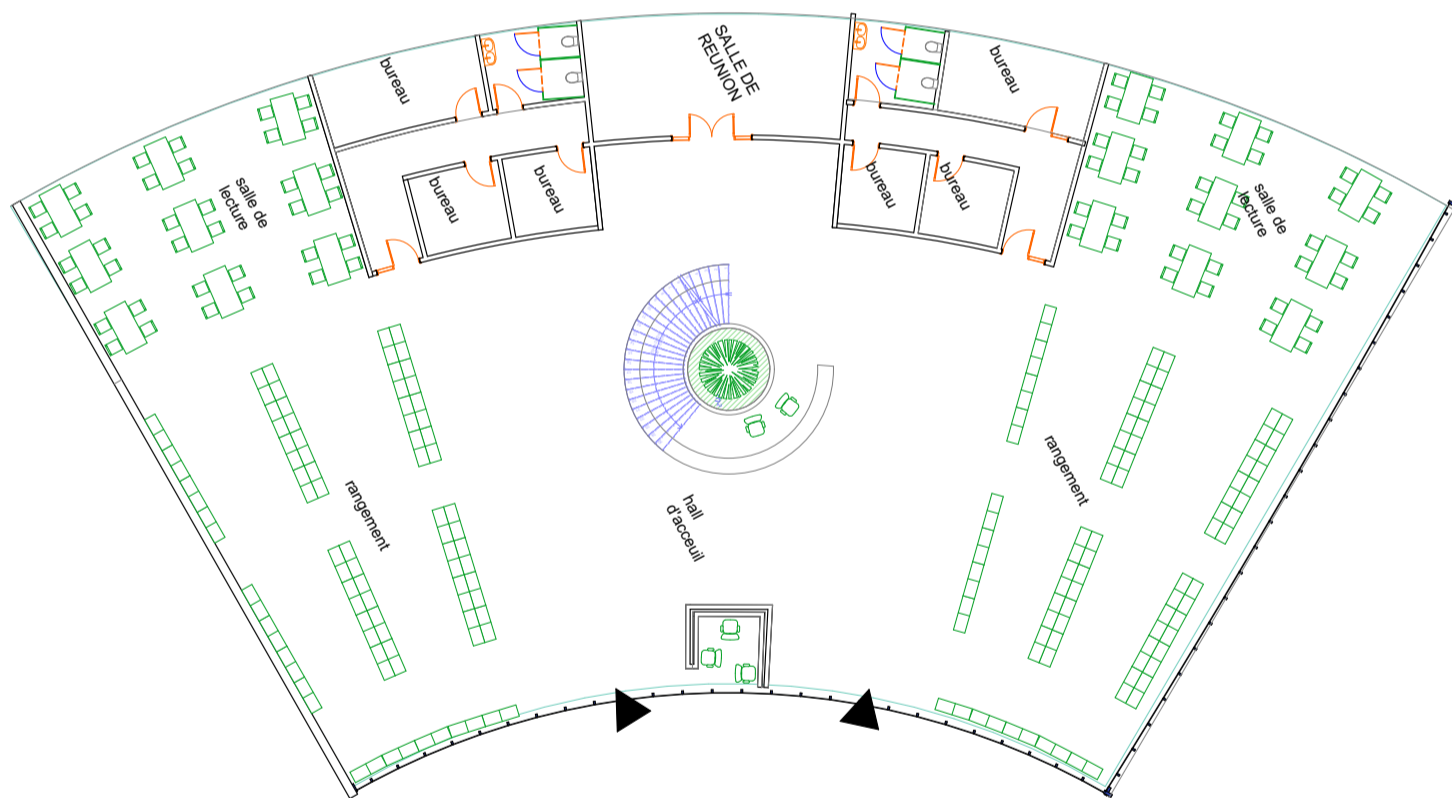 SALLE DE
REUNION
bureau
bureau
salle de
lecture
bureau
bureau
bureau
bureau
salle de
lecture
rangement
rangement
hall
d'acceuil